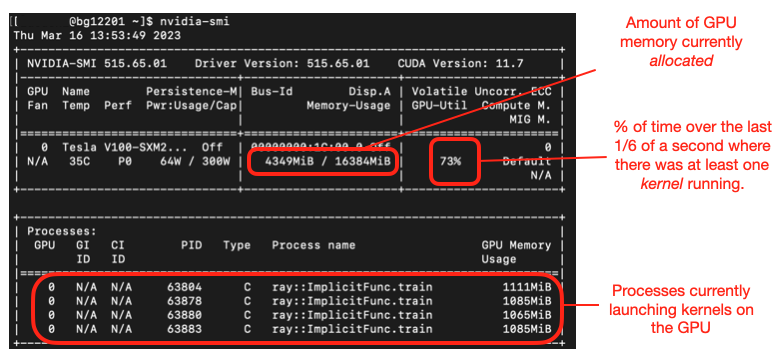 [[      @bg12201 ~]$ nvidia-smi
Thu Mar 16 13:53:49 2023
NVIDIA-SMI 515.65.01    Driver Version: 515.65.01    CUDA Version: 11.7
GPU  Name        Persistence-M| Bus-Id        Disp.A | Volatile Uncorr. ECC
Fan  Temp  Perf  Pwr:Usage/Cap|         Memory-Usage | GPU-Util  Compute M.
MIG M.
0  Tesla V100-SXM2...  Off  | 00000000:1C:00.0 Off |                    0
N/A   35C    P0    64W / 300W |   4349MiB / 16384MiB |     73%      Default
N/A
Processes:
GPU   GI   CI        PID   Type   Process name                  GPU Memory
ID   ID                                                   Usage
0   N/A  N/A     63804      C   ray::ImplicitFunc.train          1111MiB
0   N/A  N/A     63878      C   ray::ImplicitFunc.train          1085MiB
0   N/A  N/A     63880      C   ray::ImplicitFunc.train          1065MiB
0   N/A  N/A     63883      C   ray::ImplicitFunc.train          1085MiB
Amount of GPU
memory currently
allocated
% of time over the last
1/6 of a second where
there was at least one
kernel running.
Processes currently
launching kernels on
the GPU